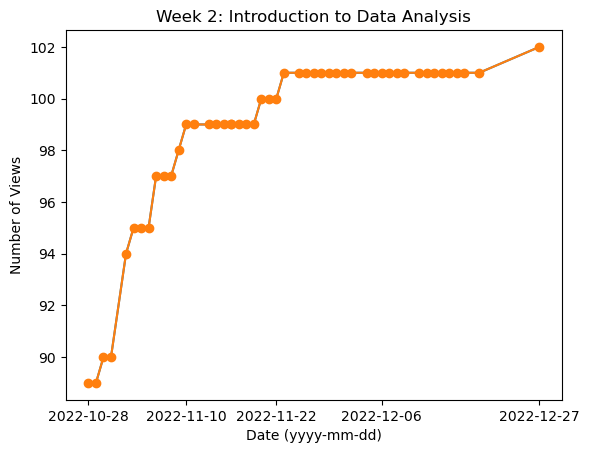 Week 2: Introduction to Data Analysis
102
100
98
96
94
92
90
Number of Views
2022-10-28 2022-11-10 2022-11-22 2022-12-06 2022-12-27
Date (yyyy-mm-dd)